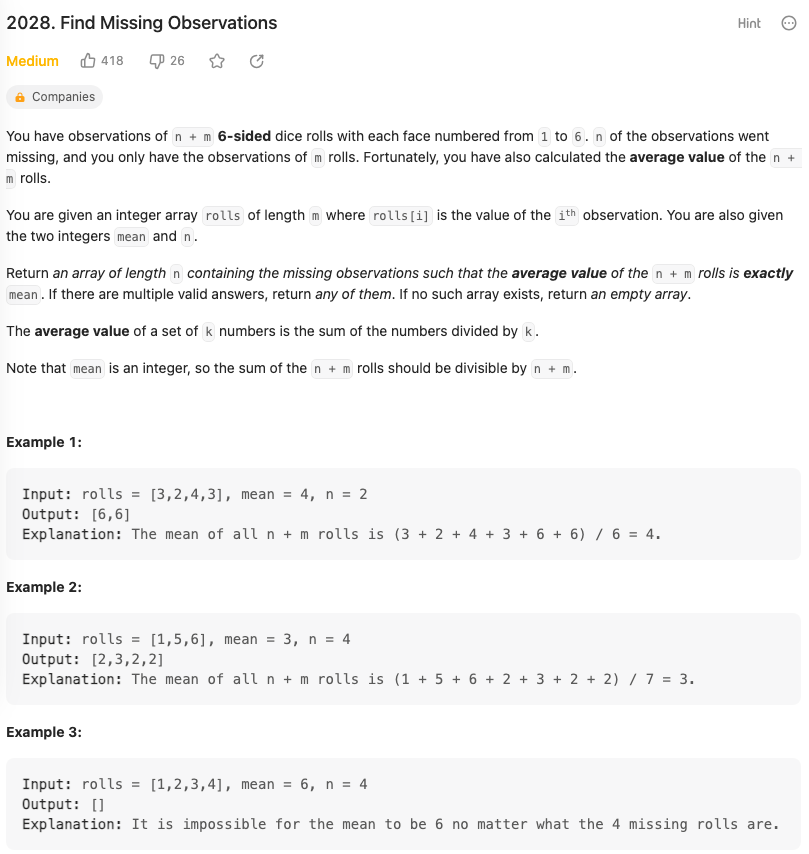 2028. Find Missing Observations
Hint
Medium 418 26
Companies
You have observations of n + m 6-sided dice rolls with each face numbered from 1 to 6. n of the observations went
missing, and you only have the observations of m rolls. Fortunately, you have also calculated the average value of the n +
m rolls.
You are given an integer array rolls of length m where rolls[i] is the value of the ith observation. You are also given
the two integers mean and n.
Return an array of length n containing the missing observations such that the average value of the n + m rolls is exactly
mean. If there are multiple valid answers, return any of them. If no such array exists, return an empty array.
The average value of a set of k numbers is the sum of the numbers divided by k.
Note that mean is an integer, so the sum of the n + m rolls should be divisible by n + m.
Example 1:
Input: rolls = [3,2,4,3], mean = 4, n = 2
Output: [6,6]
Explanation: The mean of all n + m rolls is (3 + 2 + 4 + 3 + 6 + 6) / 6 = 4.
Example 2:
Input: rolls = [1,5,6], mean = 3, n = 4
Output: [2,3,2,2]
Explanation: The mean of all n + m rolls is (1 + 5 + 6 + 2 + 3 + 2 + 2) / 7 = 3.
Example 3:
Input: rolls = [1,2,3,4], mean = 6, n = 4
Output: []
Explanation: It is impossible for the mean to be 6 no matter what the 4 missing rolls are.